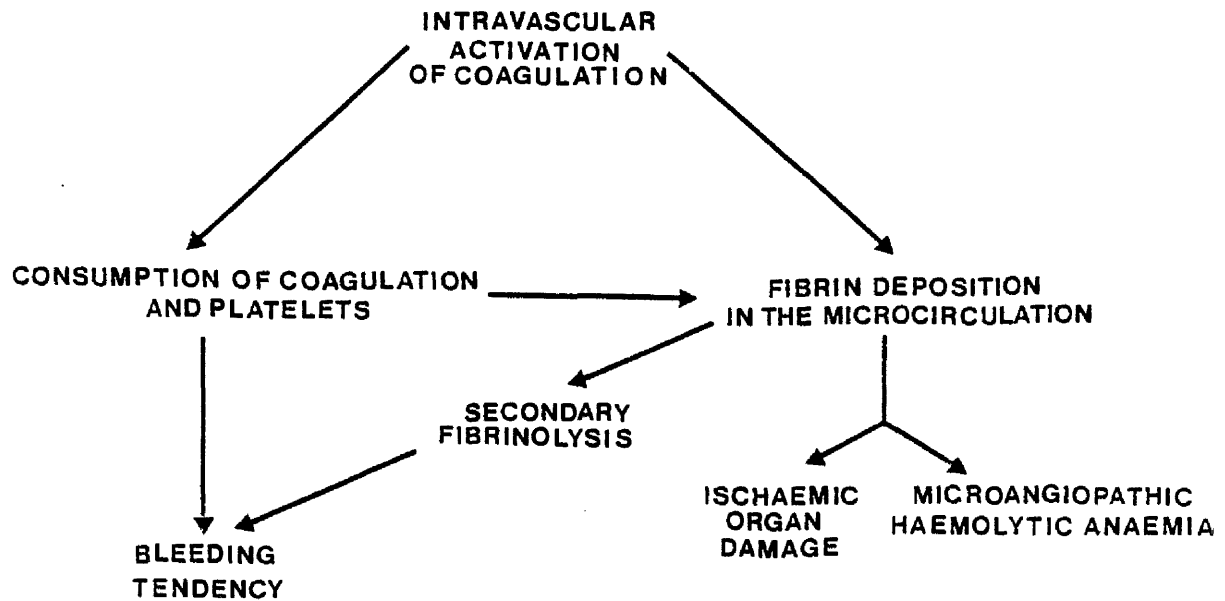 INTRAVASCULAR
ACTIVATION
OF COAGULATION
CONSUMPTION OF COAGULATION
AND PLATELETS
FIBRIN DEPOSITION
IN THE MICROCIRCULATION
SECONDARY
FIBRINOLYSIS
ISCHAEMIC
ORGAN
DAMAGE
MICROANGIOPATHIC
HAEMOLYTIC ANAEMIA
BLEEDING
TENDENCY